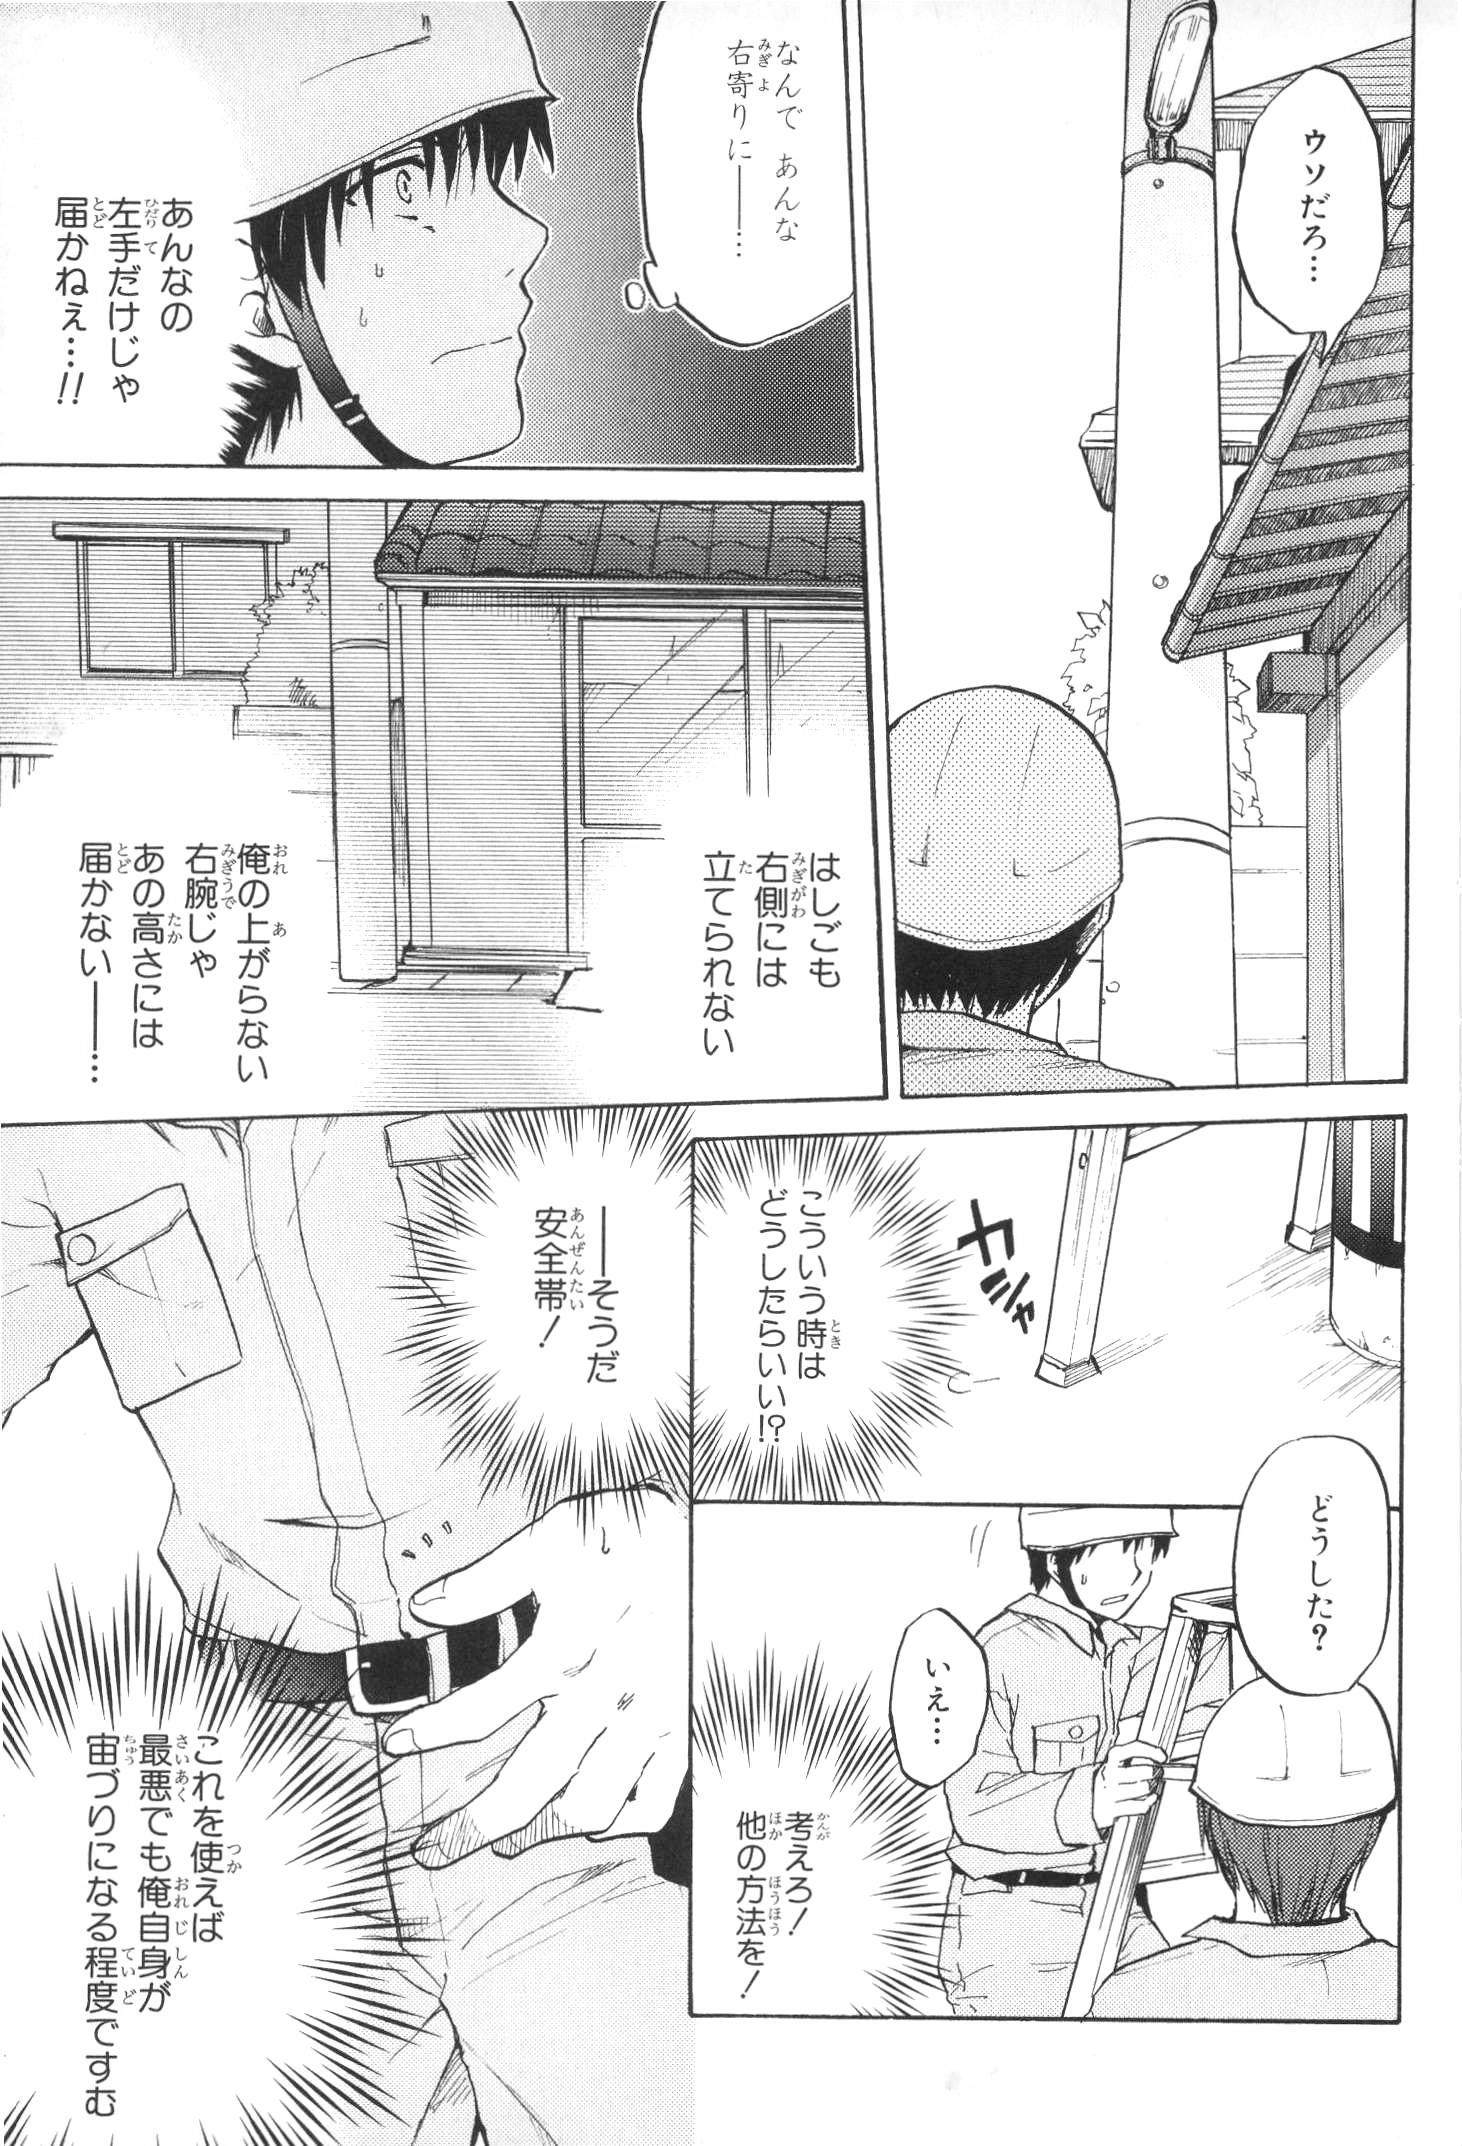 ウソだろ…
なんで あんな
右寄りに――…
あんなの
左手だけじゃ
届かねぇ…!!
はしごも
右側には
立てられない
俺の上がらない
右腕じゃ
あの高さには
届かない――…
カシャ
こういう時は
どうしたらいい!?
どうした?
いえ…
考えろ!
他の方法を!
――そうだ
安全帯!
これを使えば
最悪でも俺自身が
宙づりになる程度ですむ